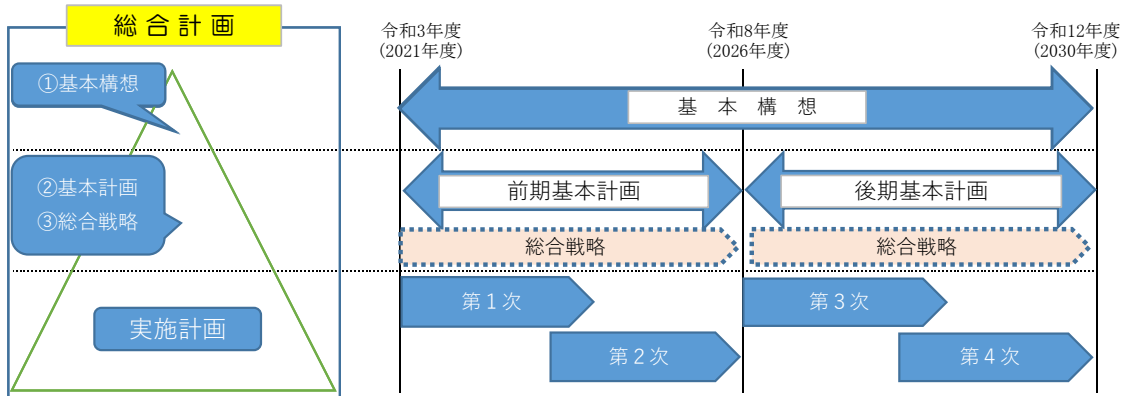 総合計画
①基本構想
②基本計画
③総合戦略
実施計画
令和3年度
(2021年度)
令和8年度
(2026年度)
令和12年度
(2030年度)
基本構想
前期基本計画
後期基本計画
総合戦略
総合戦略
第１次
第３次
第２次
第４次